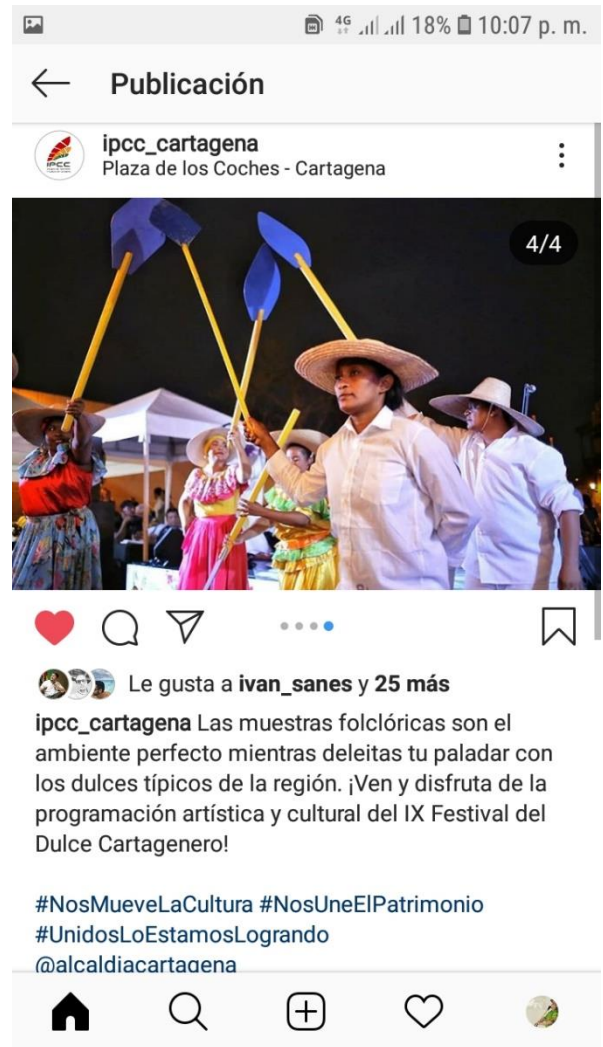 4G 18% 10:07 p. m.
Publicación
IPCC
ipcc_cartagena
Plaza de los Coches - Cartagena
4/4
Le gusta a ivan_sanes y 25 más
ipcc_cartagena Las muestras folclóricas son el
ambiente perfecto mientras deleitas tu paladar con
los dulces típicos de la región. ¡Ven y disfruta de la
programación artística y cultural del IX Festival del
Dulce Cartagenero!
#NosMueveLaCultura #NosUneElPatrimonio
#UnidosLoEstamosLogrando
@alcaldiacartagena